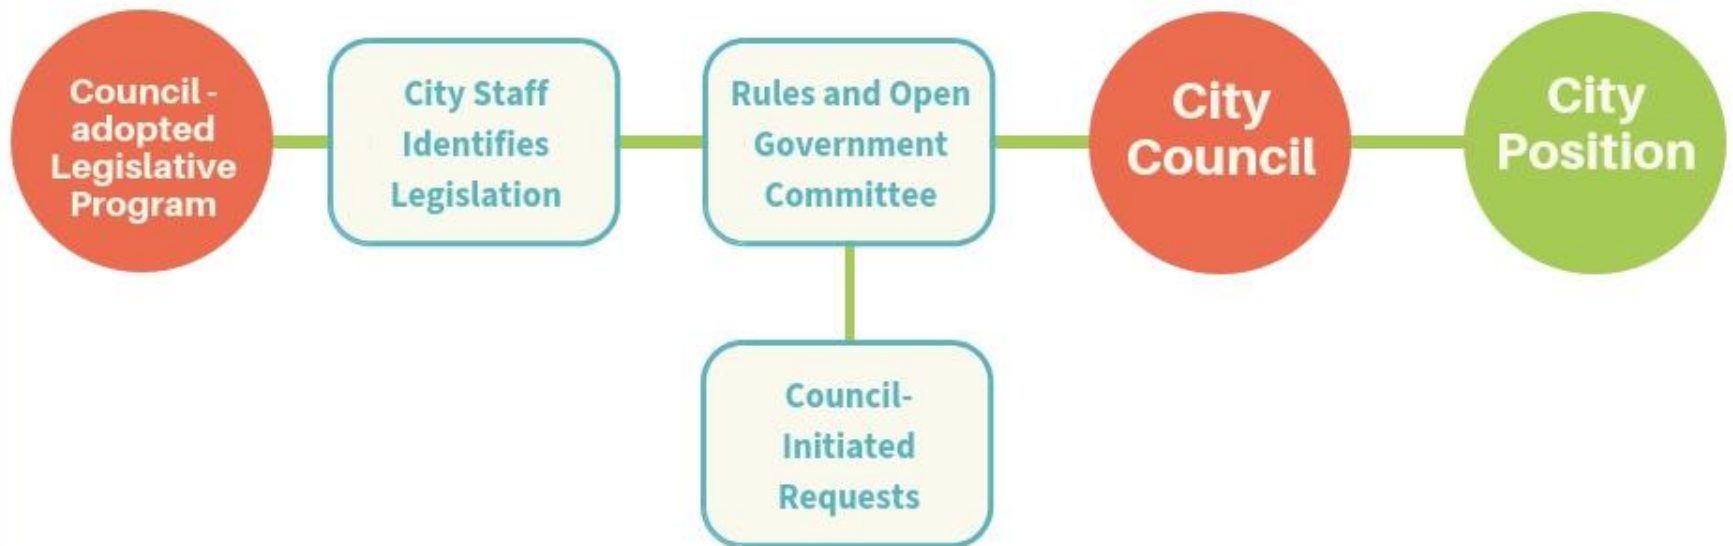 Council -
adopted
Legislative
Program
City Staff
Identifies
Legislation
Rules and Open
Government
Committee
City
Council
City
Position
Council-
Initiated
Requests